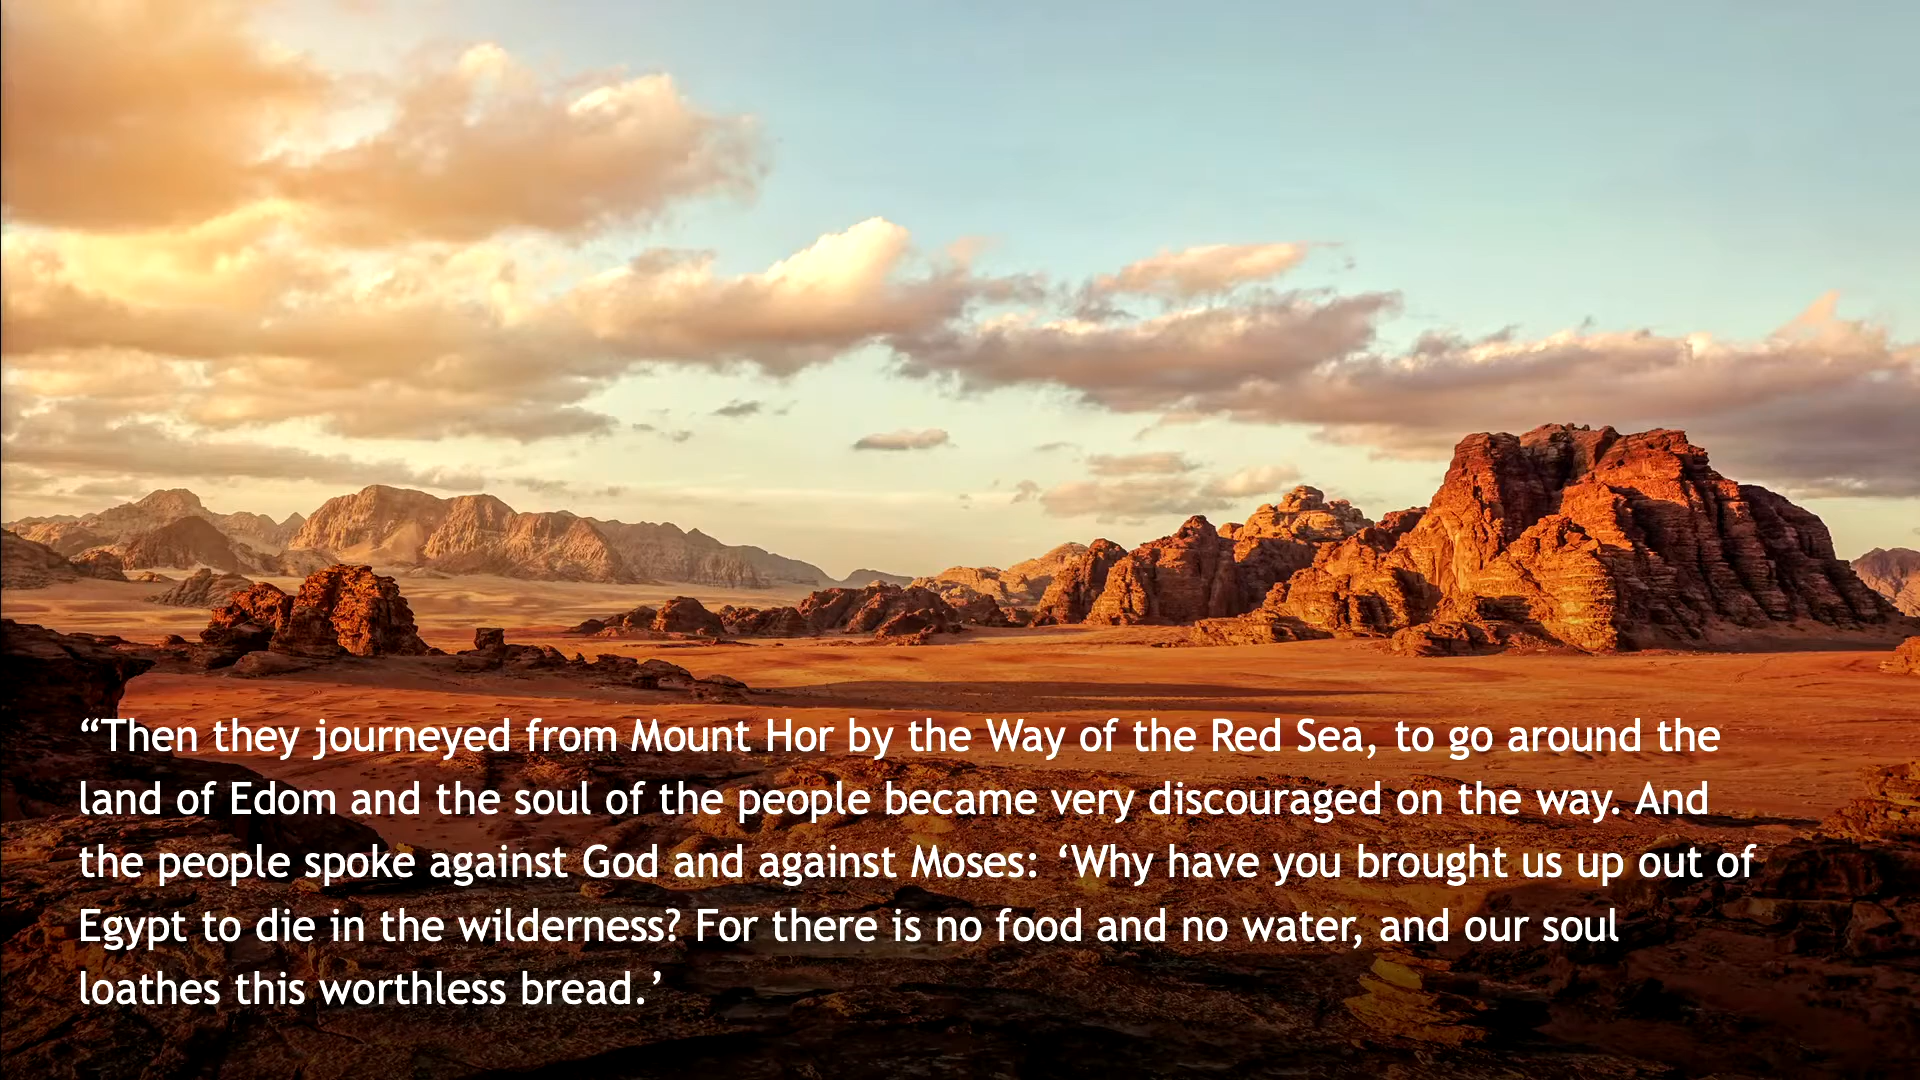 “Then they journeyed from Mount Hor by the Way of the Red Sea, to go around the
land of Edom and the soul of the people became very discouraged on the way. And
the people spoke against God and against Moses: ‘Why have you brought us up out of
Egypt to die in the wilderness? For there is no food and no water, and our soul
loathes this worthless bread.’